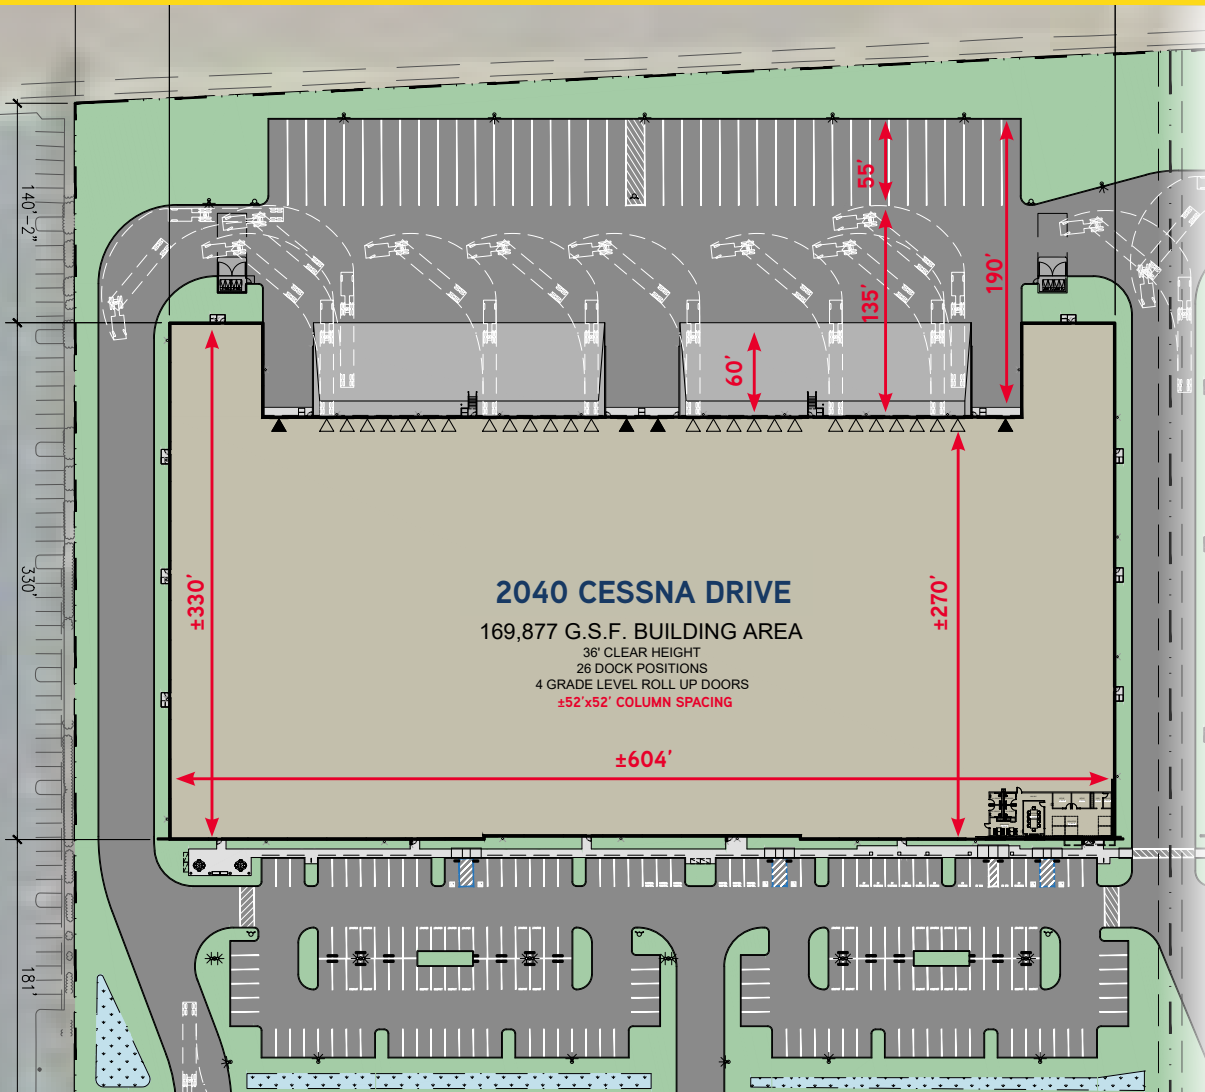 140'-2"
55'
190'
135'
60'
330'
±330'
±270'
2040 CESSNA DRIVE
169,877 G.S.F. BUILDING AREA
36' CLEAR HEIGHT
26 DOCK POSITIONS
4 GRADE LEVEL ROLL UP DOORS
±52'x52' COLUMN SPACING
±604'
181'